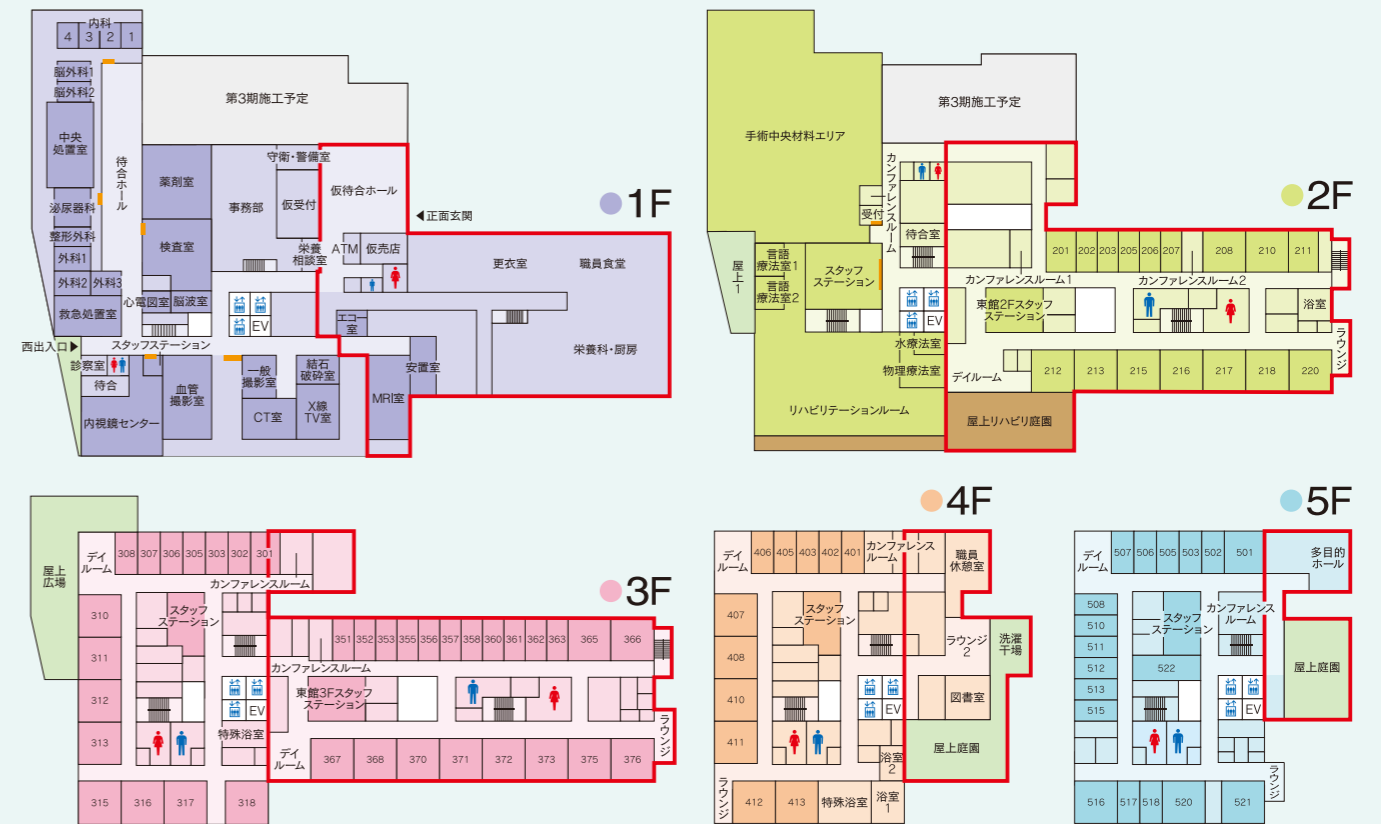 1F
内科
4 3 2 1
脳外科1
脳外科2
中央
処置室
待合ホール
泌尿器科
整形外科
外科1
外科2 外科3
救急処置室
西出入口
第3期施工予定
薬剤室
検査室
心電図室 脳波室
事務部
守衛・警備室
仮受付
仮待合ホール
正面玄関
栄養
相談室
ATM 仮売店
更衣室
職員食堂
EV
エコー
室
スタッフステーション
診察室
待合
内視鏡センター
血管
撮影室
一般
撮影室
CT室
結石
破砕室
X線
TV室
MRI室
安置室
栄養科・厨房
2F
手術中央材料エリア
第3期施工予定
カンファレンスルーム
受付
待合室
屋上1
言語
療法室1
言語
療法室2
スタッフ
ステーション
EV
水療法室
物理療法室
リハビリテーションルーム
201 202 203 205 206 207 208 210 211
カンファレンスルーム1
カンファレンスルーム2
東館2Fスタッフ
ステーション
浴室
ラウンジ
デイルーム
212 213 215 216 217 218 220
屋上リハビリ庭園
3F
屋上
広場
デイ
ルーム
308 307 306 305 303 302 301
カンファレンスルーム
310
311
312
313
スタッフ
ステーション
EV
特殊浴室
315 316 317 318
351 352 353 355 356 357 358 360 361 362 363 365 366
カンファレンスルーム
東館3Fスタッフ
ステーション
デイ
ルーム
ラウンジ
367 368 370 371 372 373 375 376
4F
デイ
ルーム
406 405 403 402 401
カンファレンス
ルーム
職員
休憩室
407
408
410
411
スタッフ
ステーション
ラウンジ
2
洗濯
干場
図書室
EV
屋上庭園
浴室
2
ラウンジ
412 413 特殊浴室
浴室
1
5F
デイ
ルーム
507 506 505 503 502 501
多目的
ホール
508
510
511
512
513
515
スタッフ
ステーション
カンファレンス
ルーム
522
EV
屋上庭園
ラウンジ
516 517 518 520 521